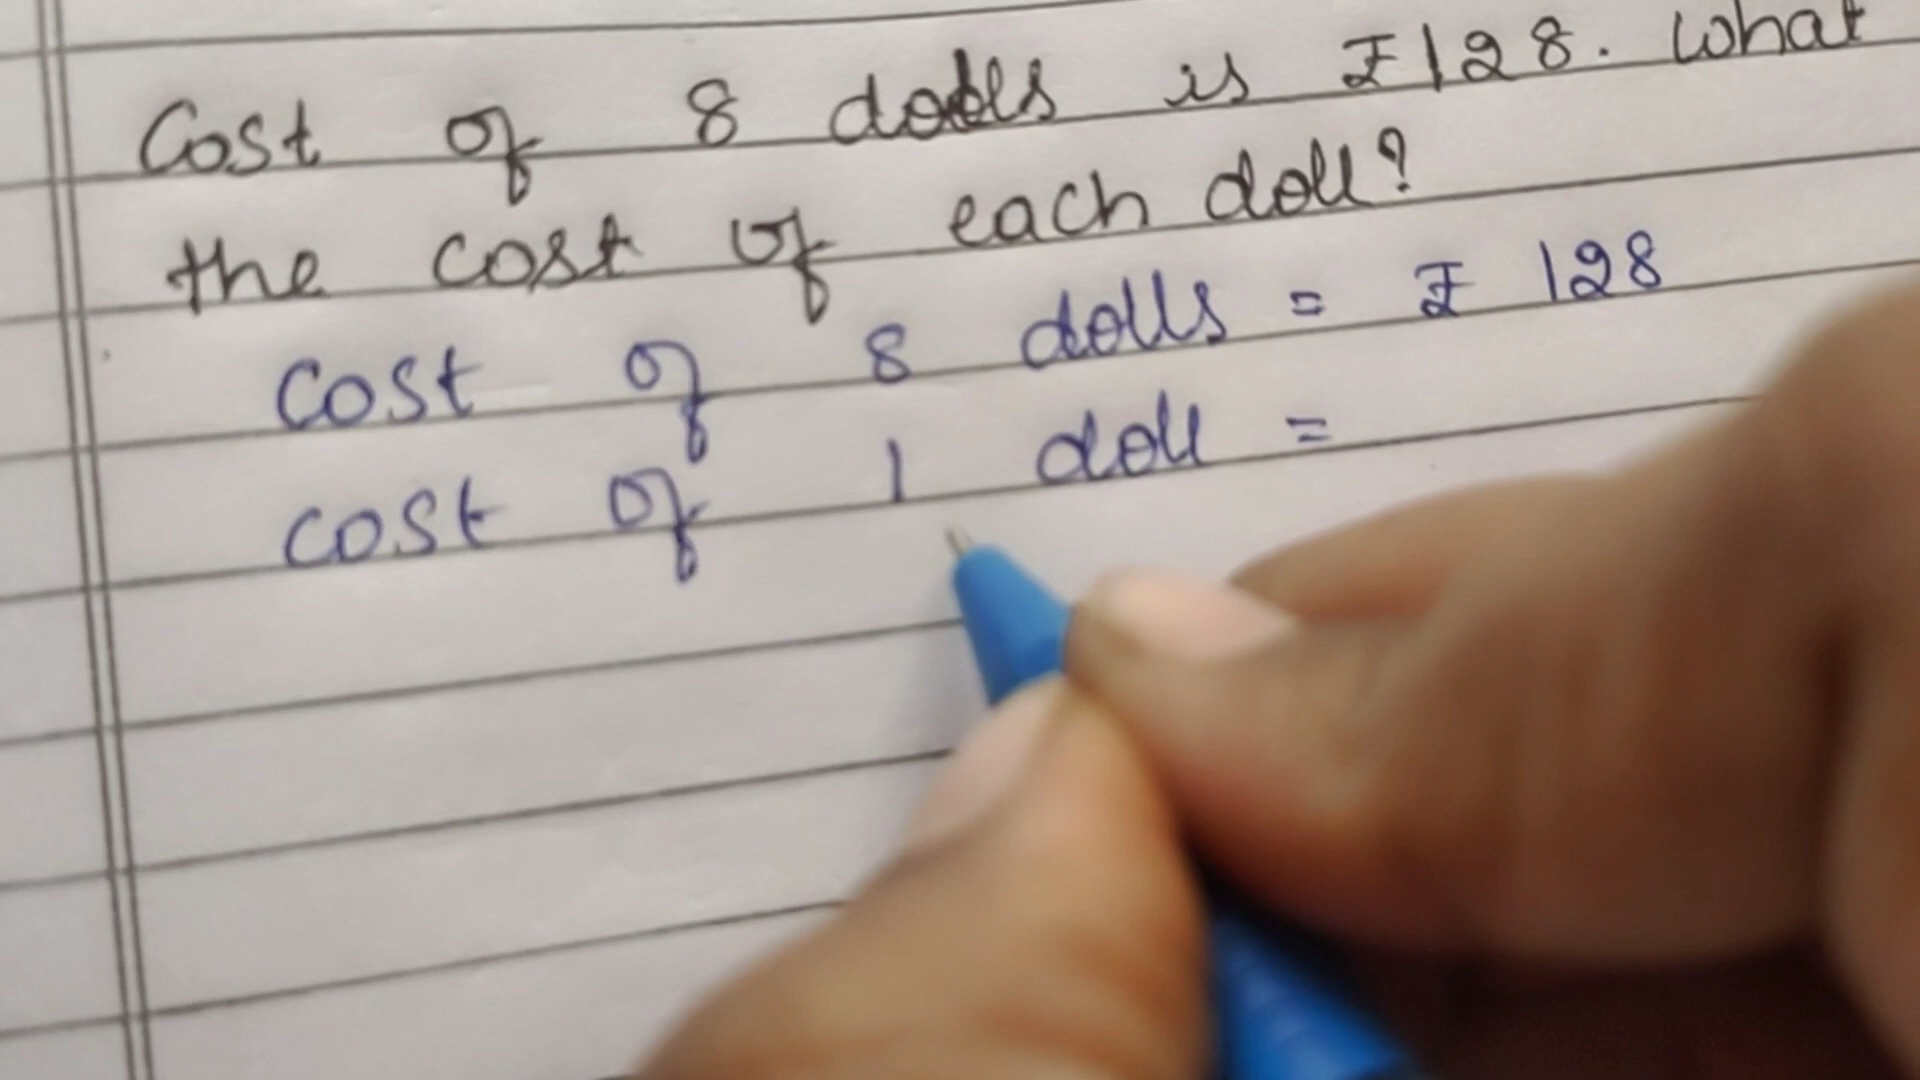 Cost of 8 dolls is ₹128. What
the cost of each doll?
cost of 8 dolls = ₹ 128
cost of 1 doll =